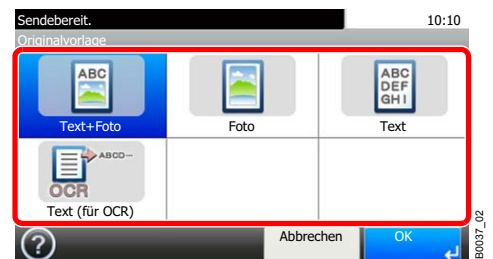 Sendebereit. 10:10
Originalvorlage
ABC
ABC
DEF
GHI
Text+Foto Foto Text
ABCD...
OCR
Text (für OCR)
? Abbrechen OK
B0037_02